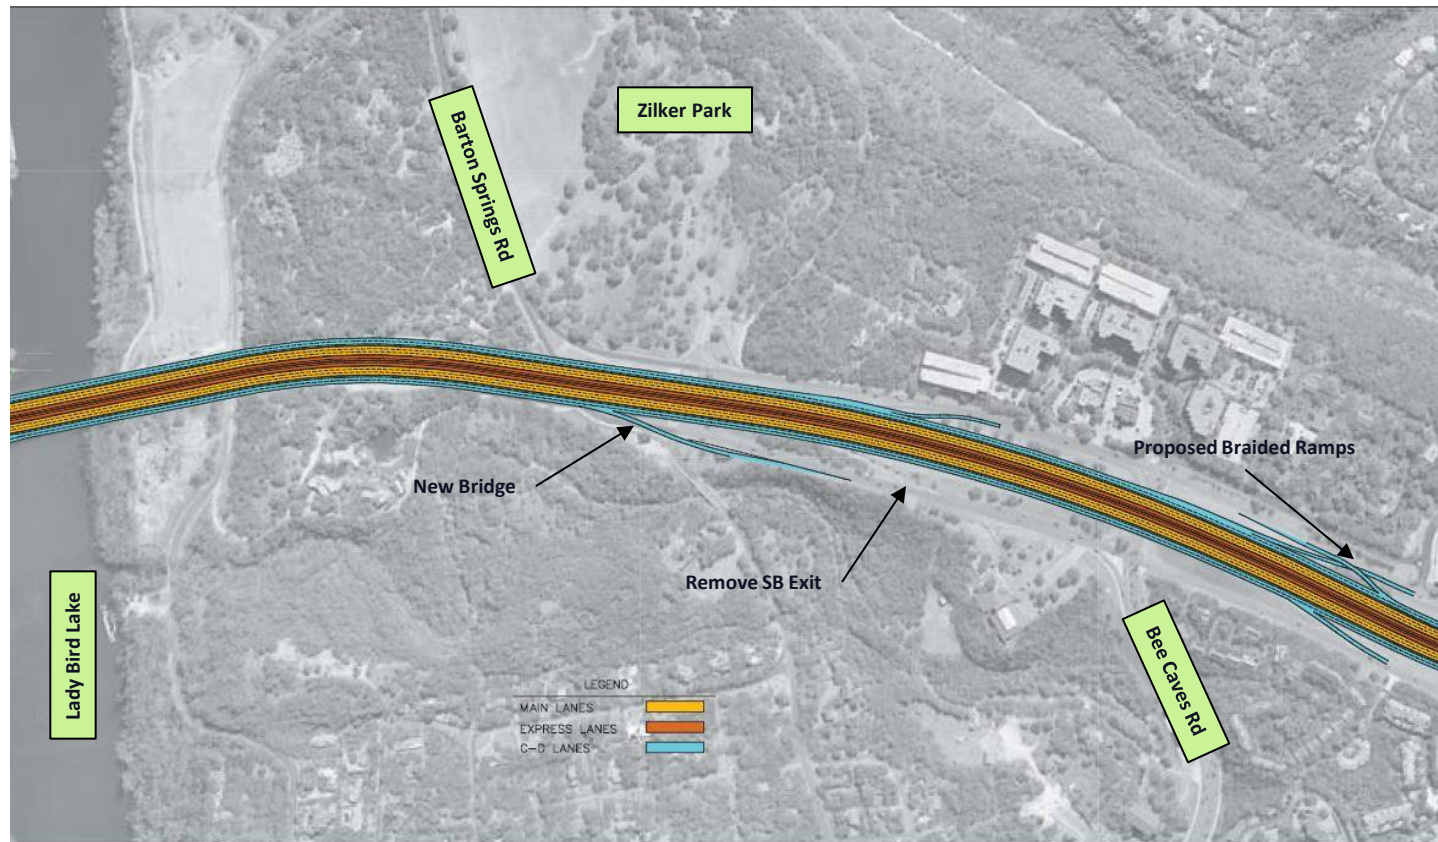 Zilker Park
Barton Springs Rd
Proposed Braided Ramps
New Bridge
Remove SB Exit
Lady Bird Lake
Bee Caves Rd
LEGEND
MAIN LANES
EXPRESS LANES
C-D LANES